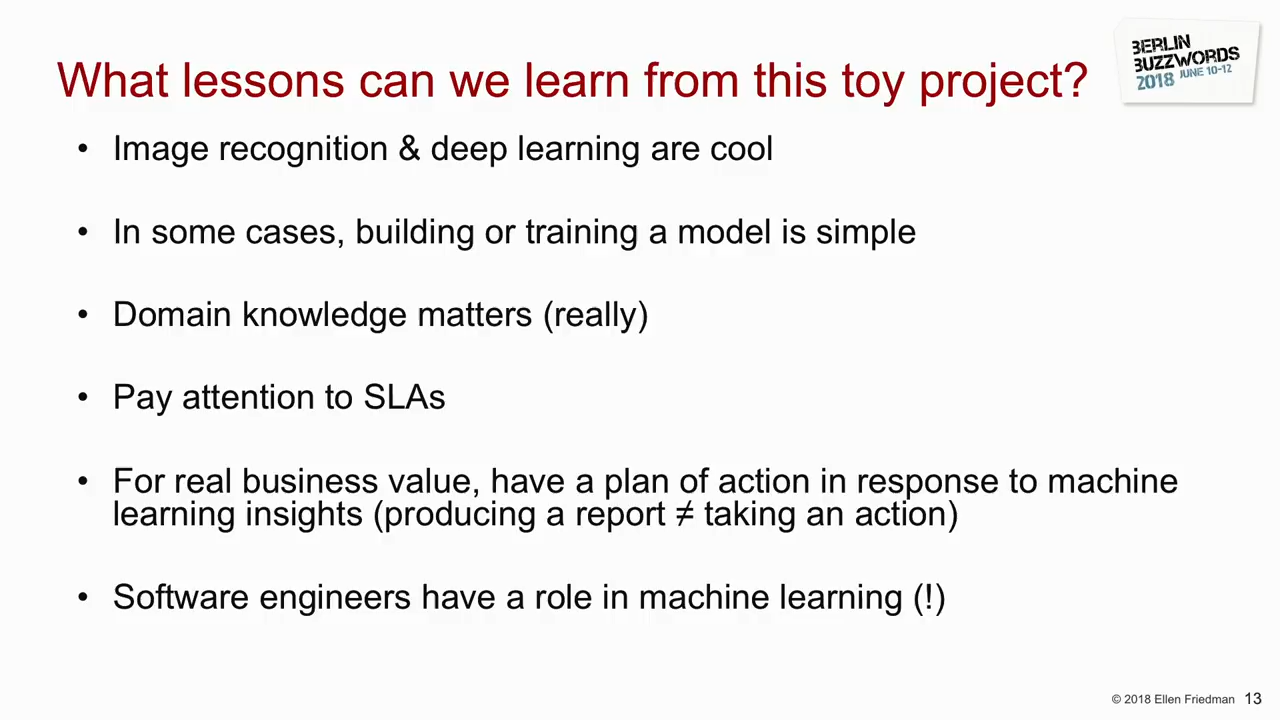 What lessons can we learn from this toy project?
BERLIN
BUZZWORDS
2018 JUNE 10-12
• Image recognition & deep learning are cool
• In some cases, building or training a model is simple
• Domain knowledge matters (really)
• Pay attention to SLAs
• For real business value, have a plan of action in response to machine
learning insights (producing a report ≠ taking an action)
• Software engineers have a role in machine learning (!)
© 2018 Ellen Friedman 13